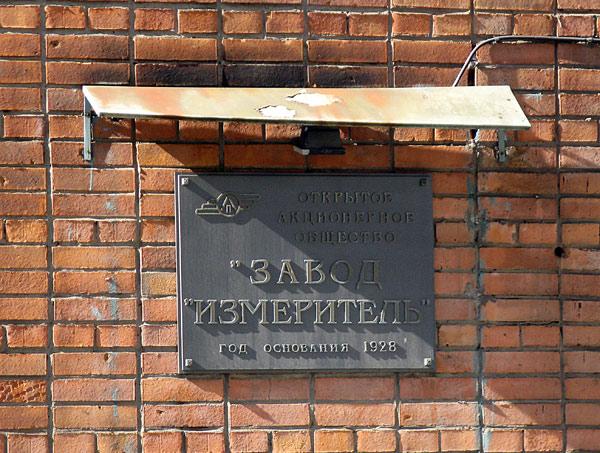 ОТКРЫТОЕ
АКЦИОНЕРНОЕ
ОБЩЕСТВО
"ЗАВОД
"ИЗМЕРИТЕЛЬ"
ГОД ОСНОВАНИЯ 1928